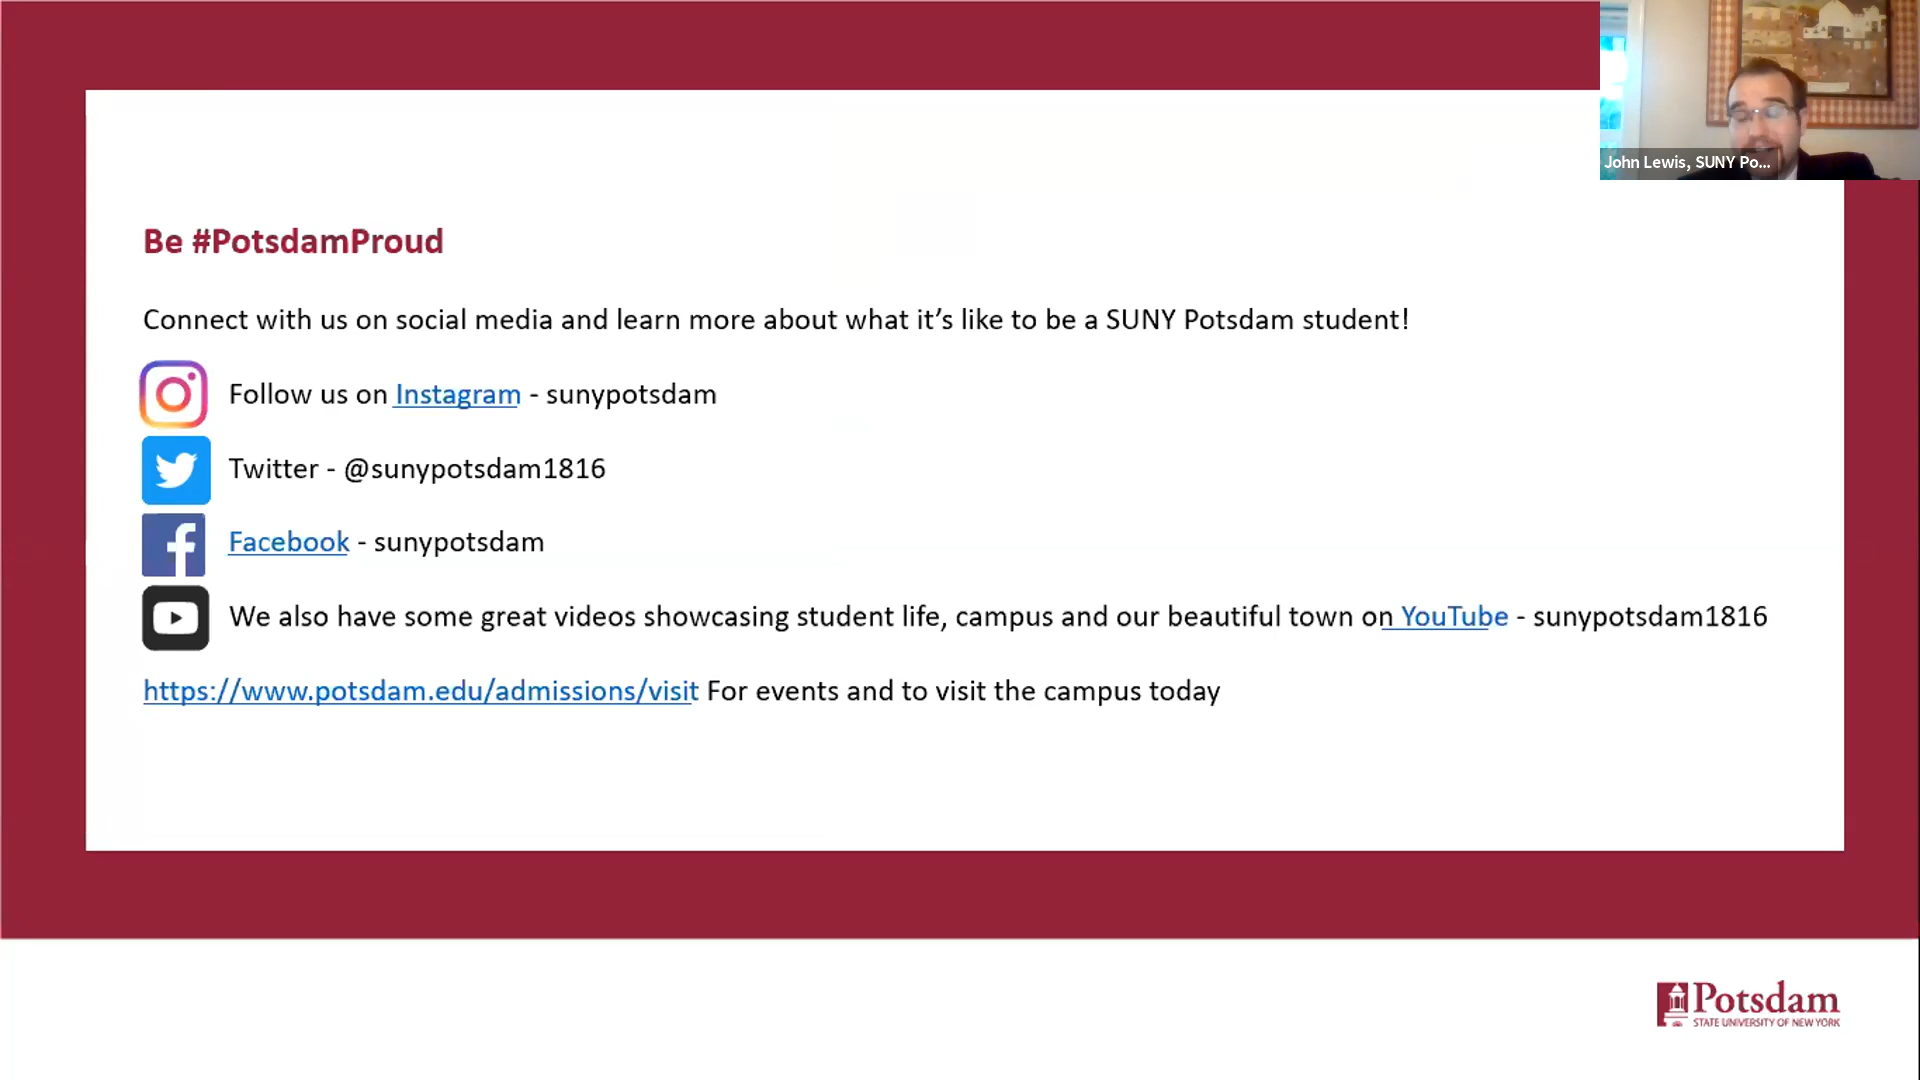 John Lewis, SUNY Po...
Be #PotsdamProud
Connect with us on social media and learn more about what it’s like to be a SUNY Potsdam student!
Follow us on Instagram - sunypotsdam
Twitter - @sunypotsdam1816
Facebook - sunypotsdam
We also have some great videos showcasing student life, campus and our beautiful town on YouTube - sunypotsdam1816
https://www.potsdam.edu/admissions/visit For events and to visit the campus today
Potsdam
STATE UNIVERSITY OF NEW YORK